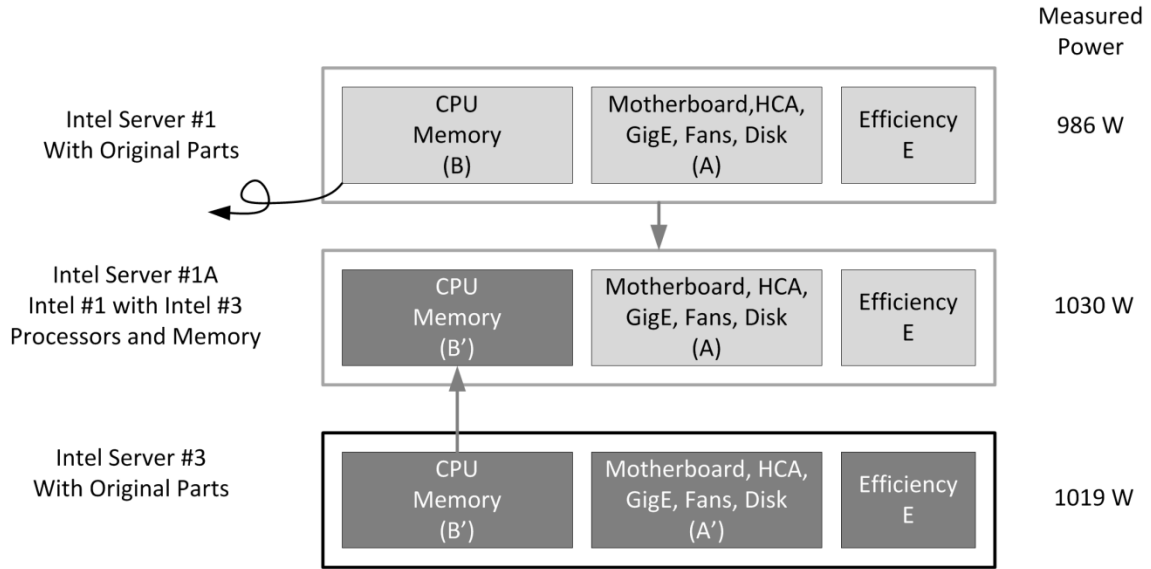 Measured
Power
Intel Server #1
With Original Parts
CPU
Memory
(B)
Motherboard,HCA,
GigE, Fans, Disk
(A)
Efficiency
E
986 W
Intel Server #1A
Intel #1 with Intel #3
Processors and Memory
CPU
Memory
(B’)
Motherboard, HCA,
GigE, Fans, Disk
(A)
Efficiency
E
1030 W
Intel Server #3
With Original Parts
CPU
Memory
(B’)
Motherboard, HCA,
GigE, Fans, Disk
(A’)
Efficiency
E
1019 W